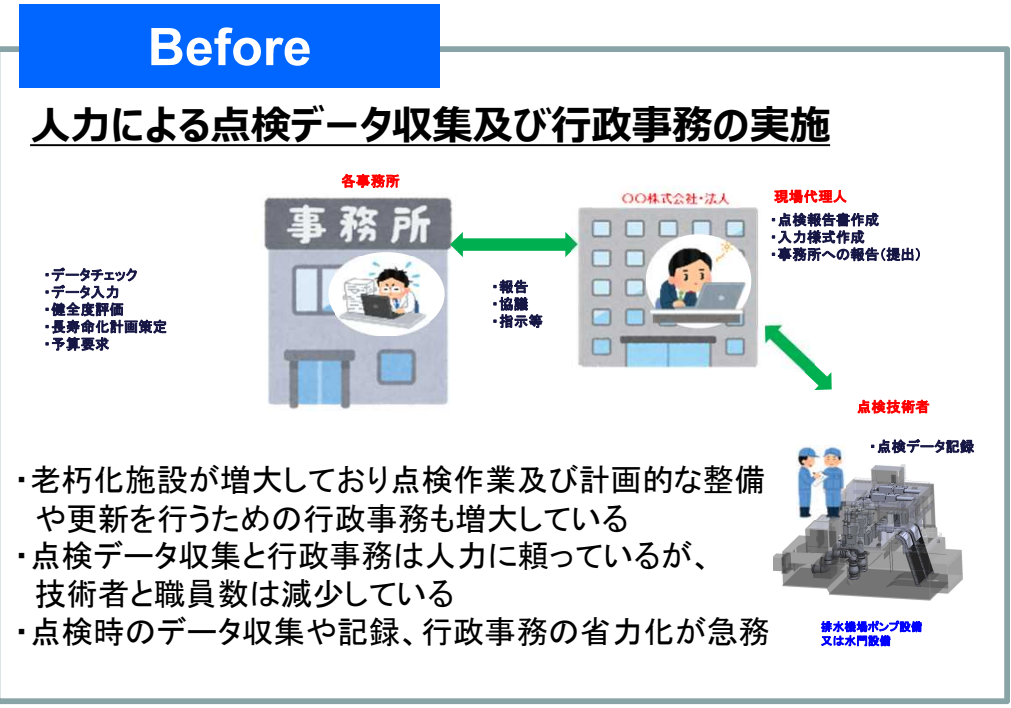 Before
人力による点検データ収集及び行政事務の実施
各事務所
事務所
・データチェック
・データ入力
・健全度評価
・長寿命化計画策定
・予算要求
・報告
・協議
・指示等
〇〇株式会社・法人
現場代理人
・点検報告書作成
・入力様式作成
・事務所への報告(提出)
点検技術者
・点検データ記録
排水機場ポンプ設備
又は水門設備
・老朽化施設が増大しており点検作業及び計画的な整備
や更新を行うための行政事務も増大している
・点検データ収集と行政事務は人力に頼っているが、
技術者と職員数は減少している
・点検時のデータ収集や記録、行政事務の省力化が急務